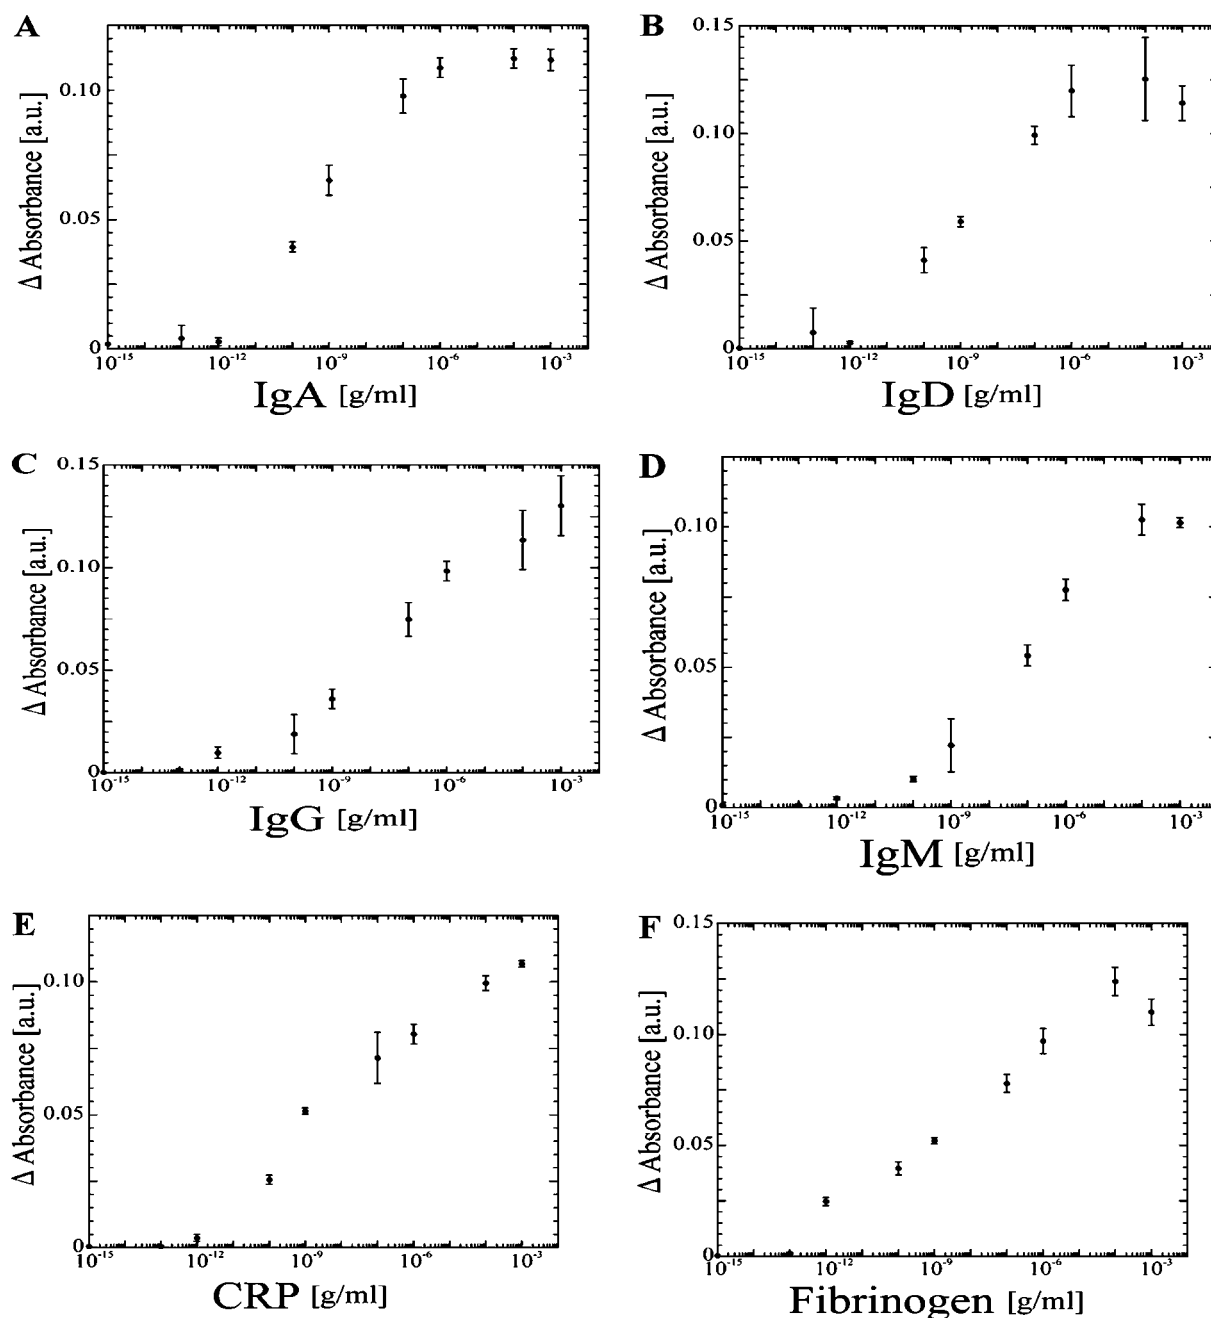 A
Δ Absorbance [a.u.]
0.10
0.05
0
10⁻¹⁵ 10⁻¹² 10⁻⁹ 10⁻⁶ 10⁻³
IgA [g/ml]
B
Δ Absorbance [a.u.]
0.15
0.10
0.05
0
10⁻¹⁵ 10⁻¹² 10⁻⁹ 10⁻⁶ 10⁻³
IgD [g/ml]
C
Δ Absorbance [a.u.]
0.15
0.10
0.05
0
10⁻¹⁵ 10⁻¹² 10⁻⁹ 10⁻⁶ 10⁻³
IgG [g/ml]
D
Δ Absorbance [a.u.]
0.10
0.05
0
10⁻¹⁵ 10⁻¹² 10⁻⁹ 10⁻⁶ 10⁻³
IgM [g/ml]
E
Δ Absorbance [a.u.]
0.10
0.05
0
10⁻¹⁵ 10⁻¹² 10⁻⁹ 10⁻⁶ 10⁻³
CRP [g/ml]
F
Δ Absorbance [a.u.]
0.15
0.10
0.05
0
10⁻¹⁵ 10⁻¹² 10⁻⁹ 10⁻⁶ 10⁻³
Fibrinogen [g/ml]